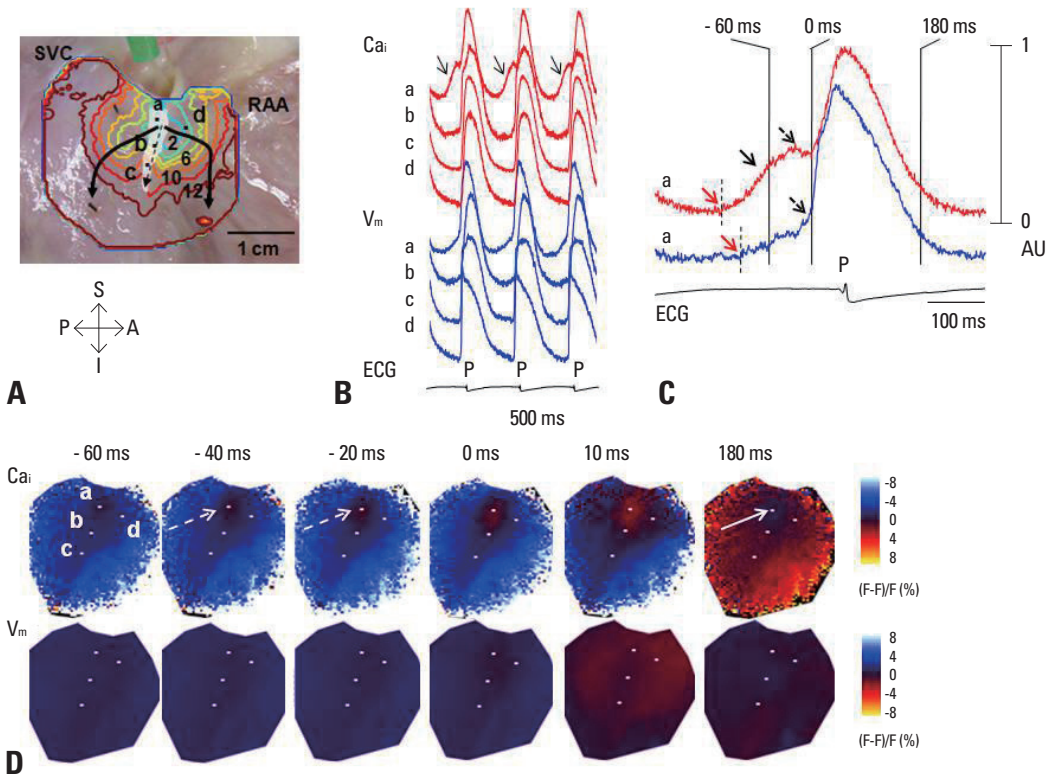 SVC
RAA
a
d
b
2
6
c
10
12
1 cm
S
P A
I
A
Caᵢ
a
b
c
d
Vₘ
a
b
c
d
ECG
P P P
500 ms
B
- 60 ms 0 ms 180 ms
1
a
0
a
AU
P
ECG
100 ms
C
- 60 ms - 40 ms - 20 ms 0 ms 10 ms 180 ms
Caᵢ
a
b
d
c
-8
-4
0
4
8
(F-F)/F (%)
Vₘ
8
4
0
-4
-8
(F-F)/F (%)
D